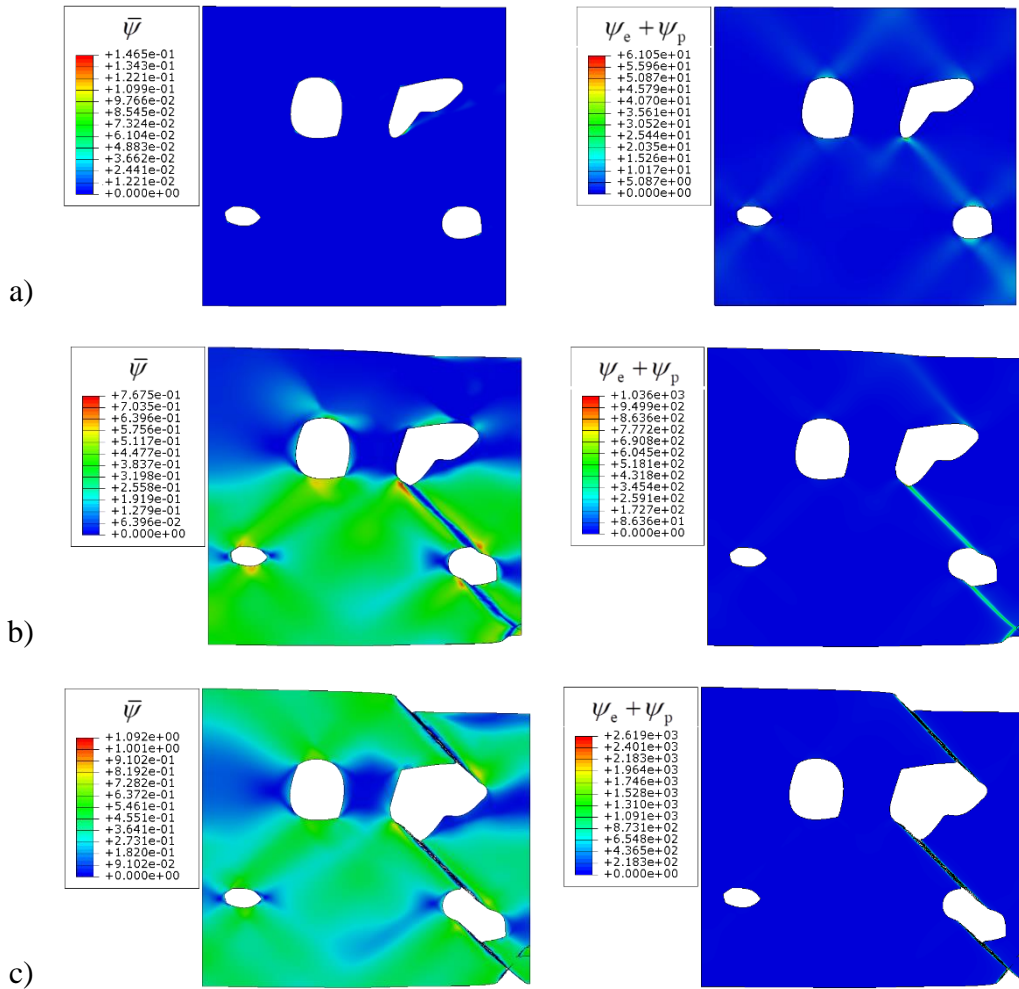 ψ̄
+1.465e-01
+1.343e-01
+1.221e-01
+1.099e-01
+9.766e-02
+8.545e-02
+7.324e-02
+6.104e-02
+4.883e-02
+3.662e-02
+2.441e-02
+1.221e-02
+0.000e+00
ψe + ψp
+6.105e+01
+5.596e+01
+5.087e+01
+4.579e+01
+4.070e+01
+3.561e+01
+3.052e+01
+2.544e+01
+2.035e+01
+1.526e+01
+1.017e+01
+5.087e+00
+0.000e+00
a)
ψ̄
+7.675e-01
+7.035e-01
+6.396e-01
+5.756e-01
+5.117e-01
+4.477e-01
+3.837e-01
+3.198e-01
+2.558e-01
+1.919e-01
+1.279e-01
+6.396e-02
+0.000e+00
ψe + ψp
+1.036e+03
+9.499e+02
+8.636e+02
+7.772e+02
+6.908e+02
+6.045e+02
+5.181e+02
+4.318e+02
+3.454e+02
+2.591e+02
+1.727e+02
+8.636e+01
+0.000e+00
b)
ψ̄
+1.092e+00
+1.001e+00
+9.102e-01
+8.192e-01
+7.282e-01
+6.372e-01
+5.461e-01
+4.551e-01
+3.641e-01
+2.731e-01
+1.820e-01
+9.102e-02
+0.000e+00
ψe + ψp
+2.619e+03
+2.401e+03
+2.183e+03
+1.964e+03
+1.746e+03
+1.528e+03
+1.310e+03
+1.091e+03
+8.731e+02
+6.548e+02
+4.365e+02
+2.183e+02
+0.000e+00
c)